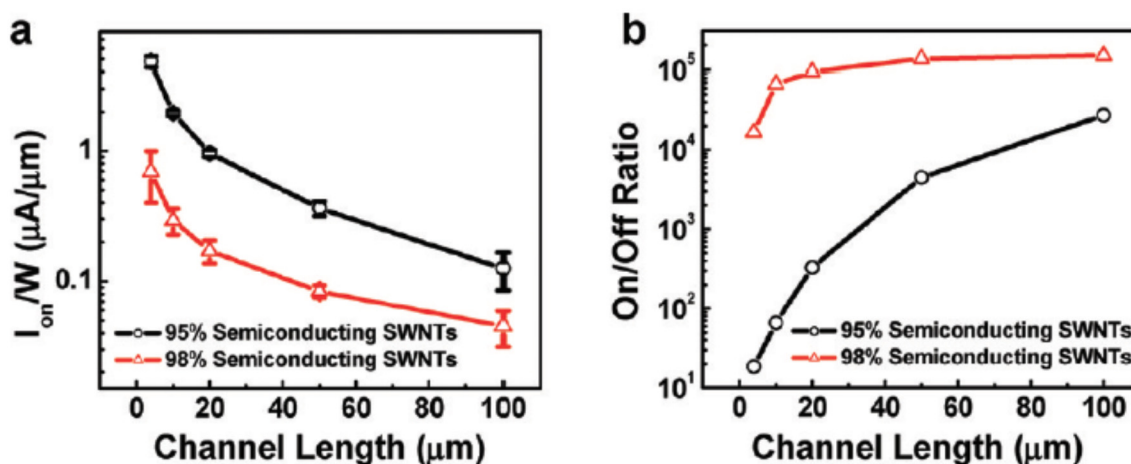 a
I_on/W (μA/μm)
1
0.1
95% Semiconducting SWNTs
98% Semiconducting SWNTs
0 20 40 60 80 100
Channel Length (μm)
b
On/Off Ratio
10^5
10^4
10^3
10^2
10^1
95% Semiconducting SWNTs
98% Semiconducting SWNTs
0 20 40 60 80 100
Channel Length (μm)